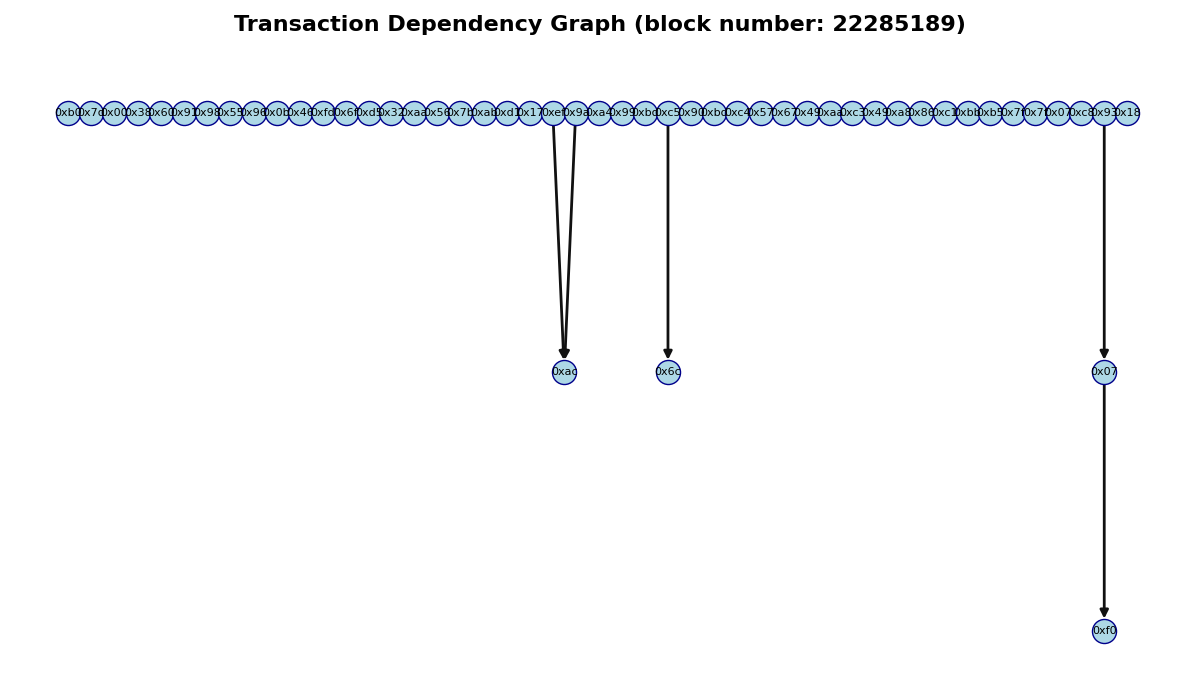 Transaction Dependency Graph (block number: 22285189)
0xb0 0x7c 0x00 0x38 0x60 0x91 0x98 0x55 0x96 0x0b 0x46 0xfd 0x6f 0xd5 0x32 0xaa 0x56 0x7b 0xab 0xd1 0x17 0xef 0x9a 0xa4 0x99 0xbd 0xc5 0x90 0xbd 0xc4 0x57 0x67 0x49 0xaa 0xc3 0x49 0xa8 0x86 0xc1 0xbb 0xb5 0x7f 0x7f 0x07 0xc8 0x93 0x18
0xac 0x6c 0x07
0xf0